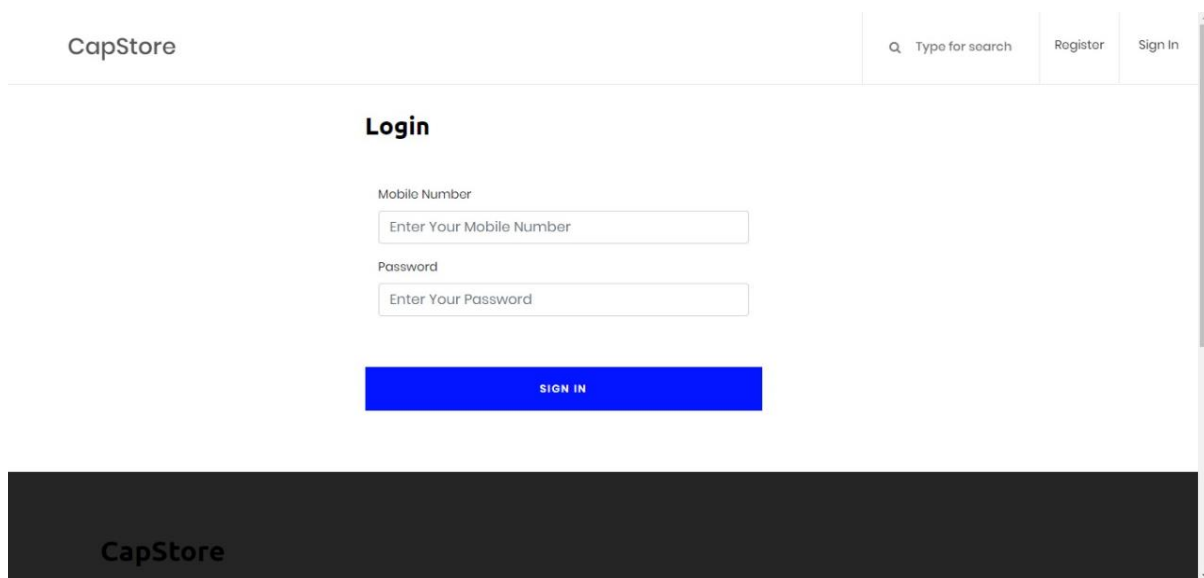 CapStore
Type for search
Register
Sign In
Login
Mobile Number
Enter Your Mobile Number
Password
Enter Your Password
SIGN IN
CapStore